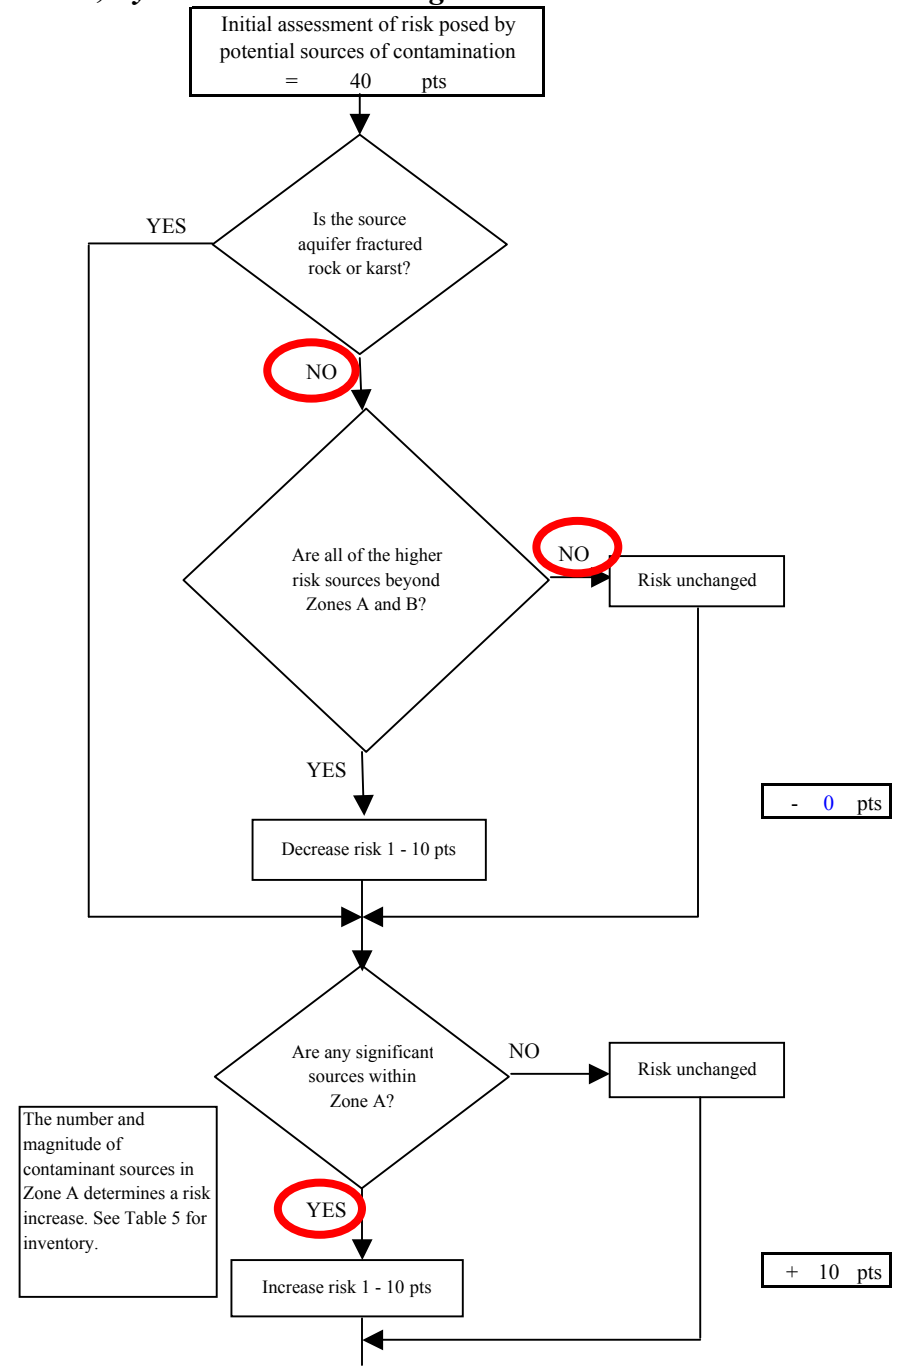 Initial assessment of risk posed by
potential sources of contamination
= 40 pts
YES
Is the source
aquifer fractured
rock or karst?
NO
Are all of the higher
risk sources beyond
Zones A and B?
NO
Risk unchanged
YES
- 0 pts
Decrease risk 1 - 10 pts
Are any significant
sources within
Zone A?
NO
Risk unchanged
The number and
magnitude of
contaminant sources in
Zone A determines a risk
increase. See Table 5 for
inventory.
YES
+ 10 pts
Increase risk 1 - 10 pts